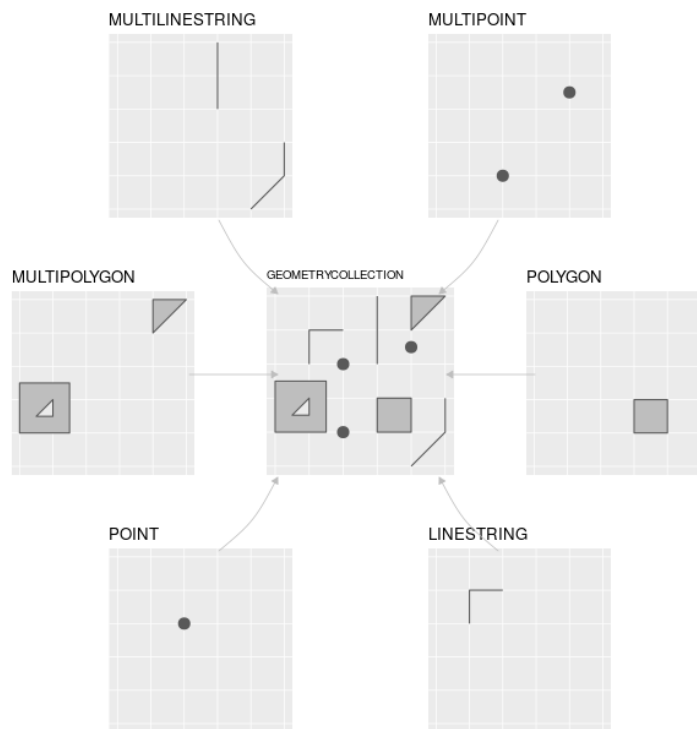 MULTILINESTRING
MULTIPOINT
MULTIPOLYGON
GEOMETRYCOLLECTION
POLYGON
POINT
LINESTRING